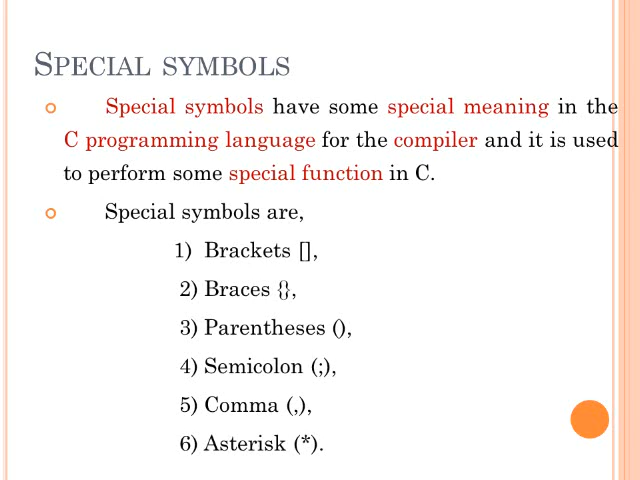 SPECIAL SYMBOLS
Special symbols have some special meaning in the
C programming language for the compiler and it is used
to perform some special function in C.
Special symbols are,
1) Brackets [],
2) Braces {},
3) Parentheses (),
4) Semicolon (;),
5) Comma (,),
6) Asterisk (*).